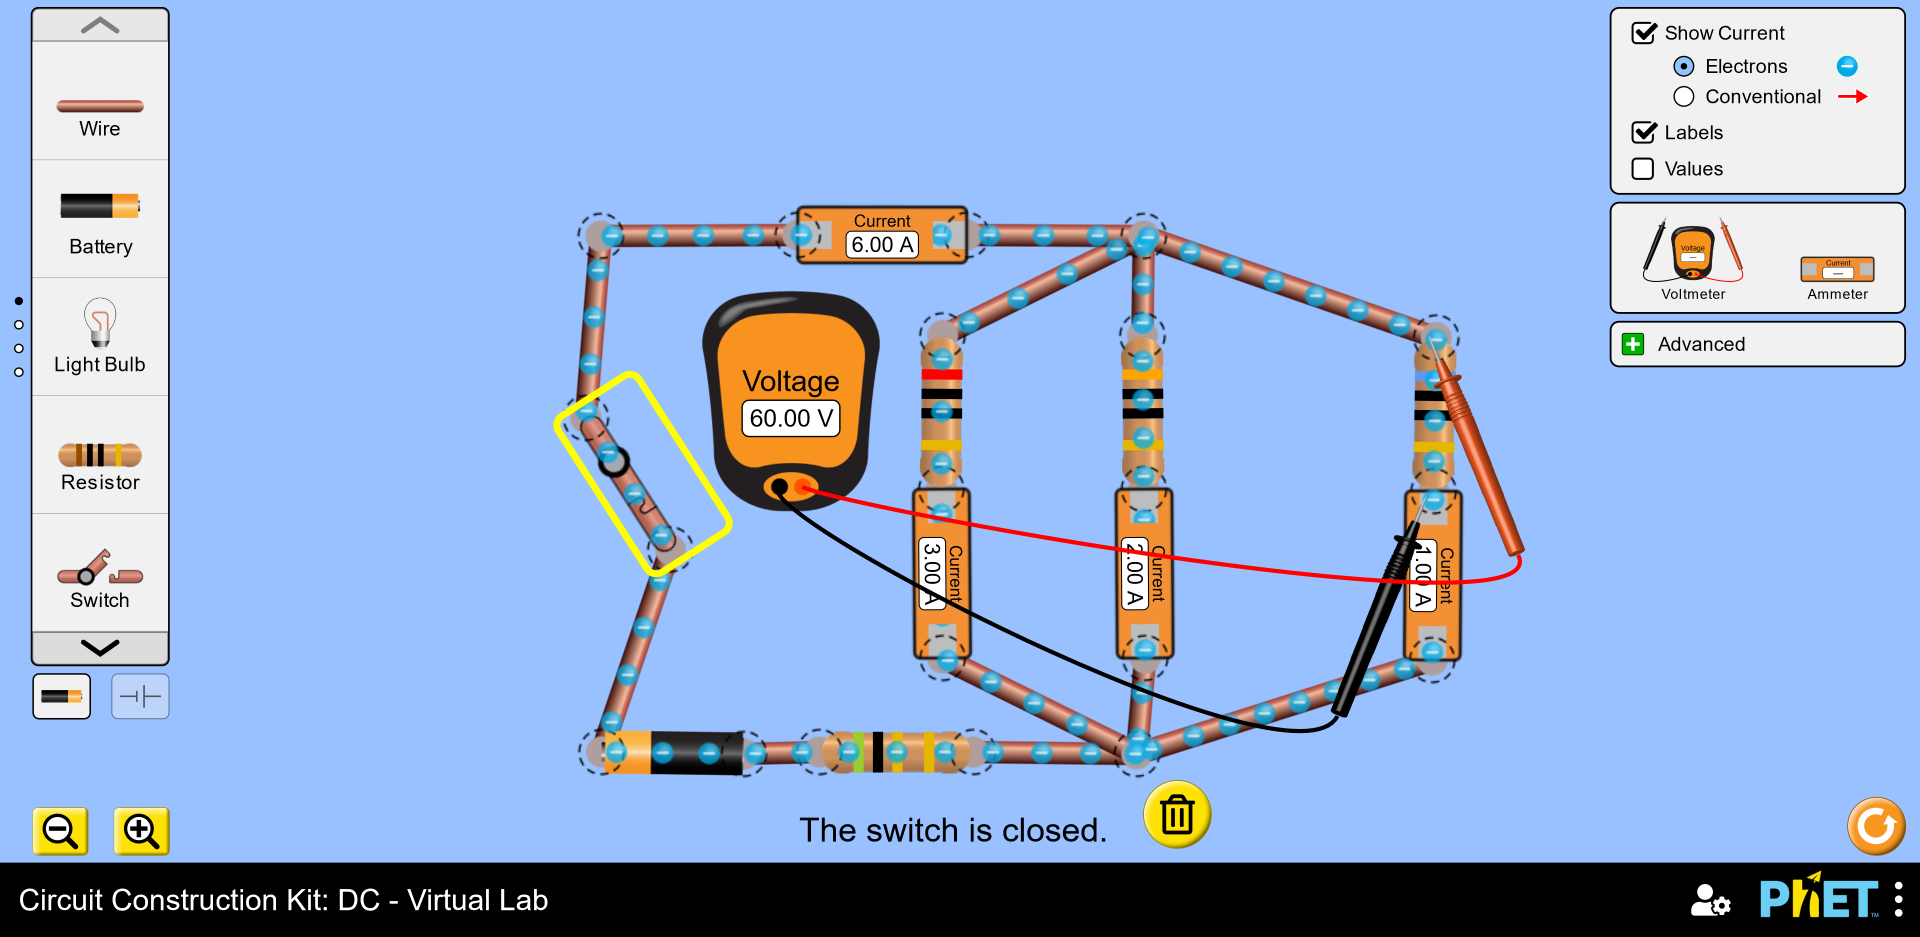 Wire
Battery
Light Bulb
Resistor
Switch
Current
6.00 A
Voltage
60.00 V
Current
3.00 A
Current
2.00 A
Current
1.00 A
The switch is closed.
Show Current
Electrons
Conventional
Labels
Values
Voltage
Voltmeter
Current
Ammeter
Advanced
Circuit Construction Kit: DC - Virtual Lab
PhET
TM